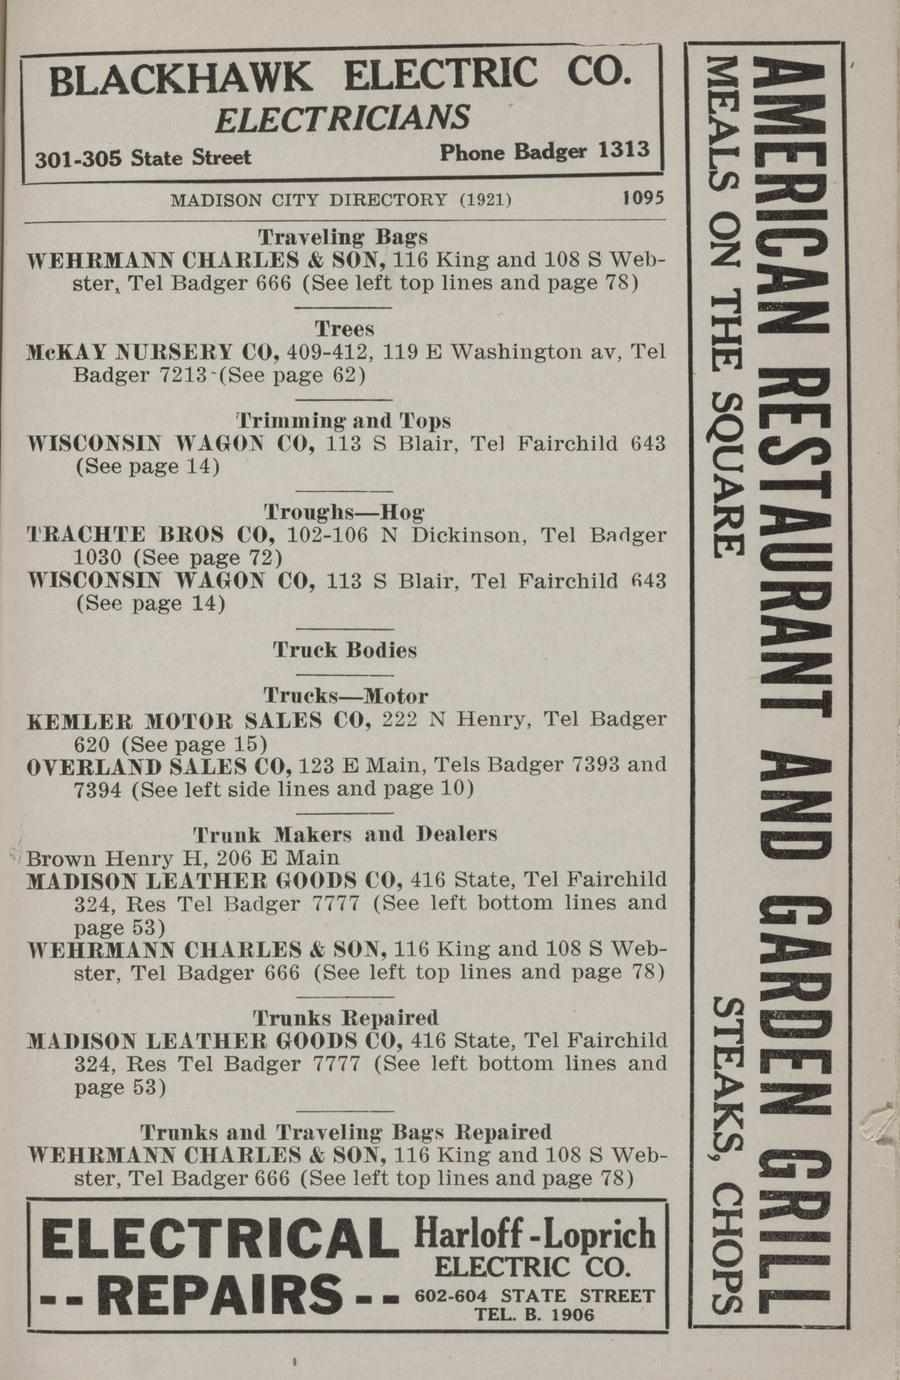 BLACKHAWK ELECTRIC CO.
ELECTRICIANS
301-305 State Street Phone Badger 1313
MADISON CITY DIRECTORY (1921) 1095
Traveling Bags
WEHRMANN CHARLES & SON, 116 King and 108 S Web-
ster, Tel Badger 666 (See left top lines and page 78)
Trees
McKAY NURSERY CO, 409-412, 119 E Washington av, Tel
Badger 7213 (See page 62)
Trimming and Tops
WISCONSIN WAGON CO, 113 S Blair, Tel Fairchild 643
(See page 14)
Troughs—Hog
TRACHTE BROS CO, 102-106 N Dickinson, Tel Badger
1030 (See page 72)
WISCONSIN WAGON CO, 113 S Blair, Tel Fairchild 643
(See page 14)
Truck Bodies
Trucks—Motor
KEMLER MOTOR SALES CO, 222 N Henry, Tel Badger
620 (See page 15)
OVERLAND SALES CO, 123 E Main, Tels Badger 7393 and
7394 (See left side lines and page 10)
Trunk Makers and Dealers
Brown Henry H, 206 E Main
MADISON LEATHER GOODS CO, 416 State, Tel Fairchild
324, Res Tel Badger 7777 (See left bottom lines and
page 53)
WEHRMANN CHARLES & SON, 116 King and 108 S Web-
ster, Tel Badger 666 (See left top lines and page 78)
Trunks Repaired
MADISON LEATHER GOODS CO, 416 State, Tel Fairchild
324, Res Tel Badger 7777 (See left bottom lines and
page 53)
Trunks and Traveling Bags Repaired
WEHRMANN CHARLES & SON, 116 King and 108 S Web-
ster, Tel Badger 666 (See left top lines and page 78)
ELECTRICAL
--REPAIRS--
Harloff-Loprich
ELECTRIC CO.
602-604 STATE STREET
TEL. B. 1906
AMERICAN RESTAURANT AND GARDEN GRILL
MEALS ON THE SQUARE STEAKS, CHOPS